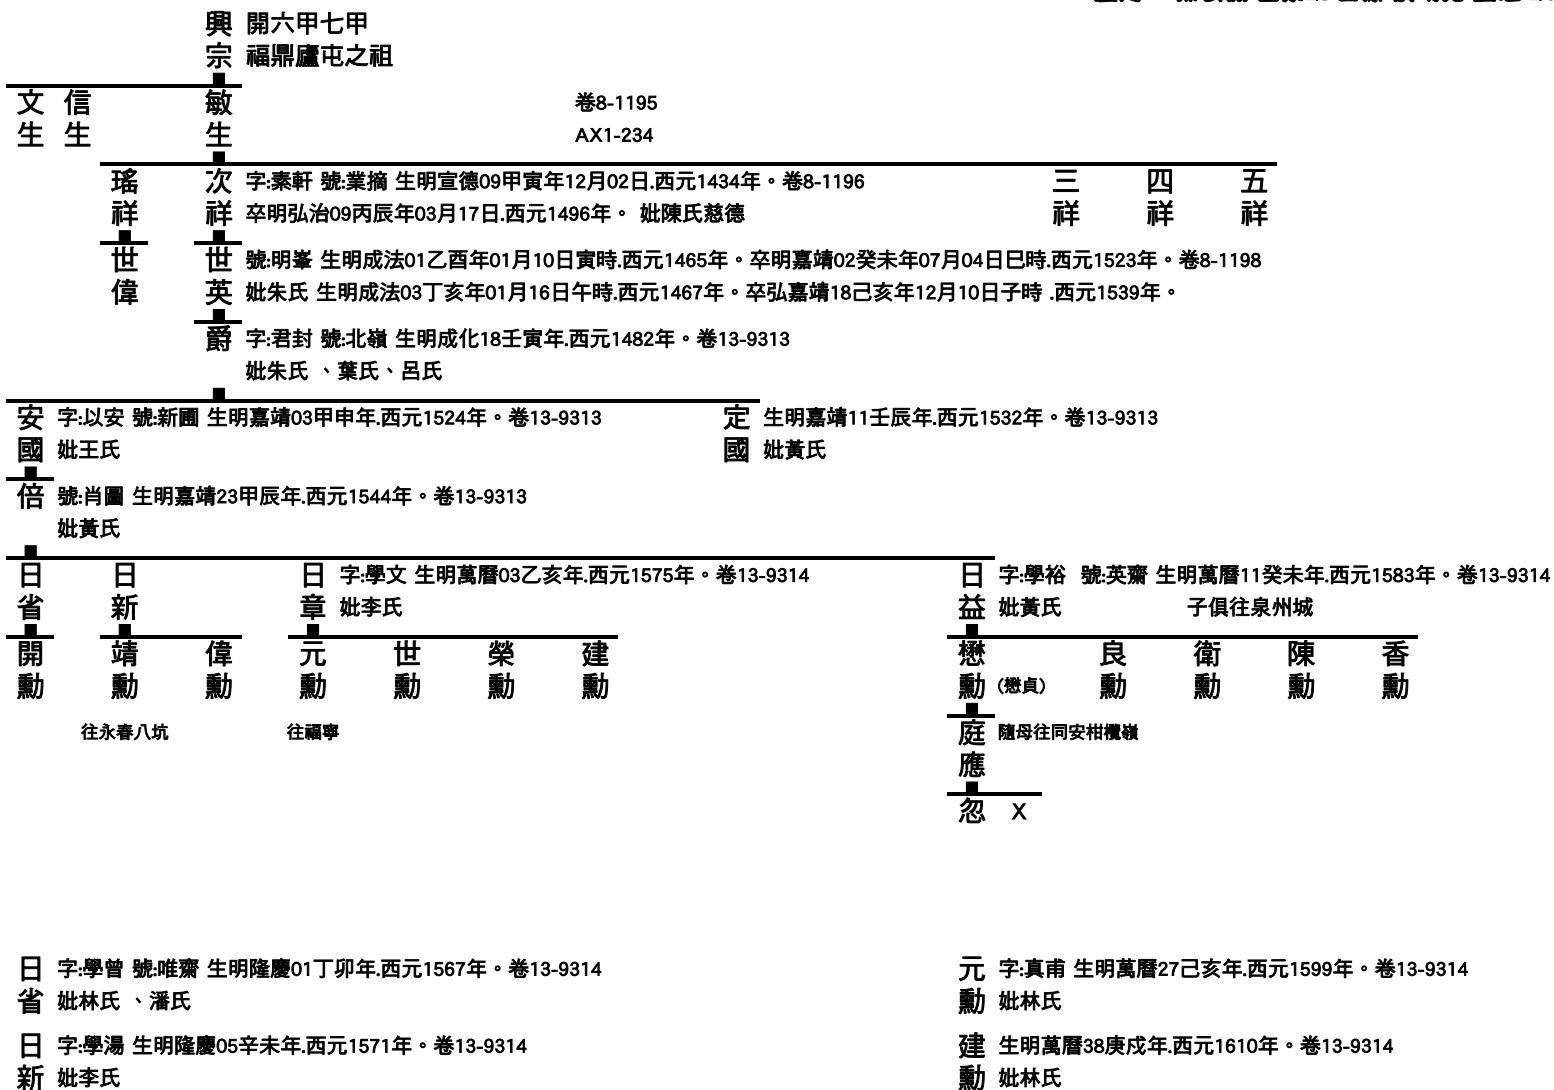 興宗 開六甲七甲
福鼎廬屯之祖
文生 信生 敏生 卷8-1195
AX1-234
瑤祥 次祥 字:素軒 號:業摘 生明宣德09甲寅年12月02日.西元1434年。卷8-1196 三祥 四祥 五祥
卒明弘治09丙辰年03月17日.西元1496年。 妣陳氏慈德
世偉 世英 號:明峯 生明成法01乙酉年01月10日寅時.西元1465年。卒明嘉靖02癸未年07月04日巳時.西元1523年。卷8-1198
妣朱氏 生明成法03丁亥年01月16日午時.西元1467年。卒弘嘉靖18己亥年12月10日子時 .西元1539年。
爵 字:君封 號:北嶺 生明成化18壬寅年.西元1482年。卷13-9313
妣朱氏 、葉氏、呂氏
安國 字:以安 號:新圃 生明嘉靖03甲申年.西元1524年。卷13-9313
妣王氏
定國 生明嘉靖11壬辰年.西元1532年。卷13-9313
妣黃氏
倍 號:肖圖 生明嘉靖23甲辰年.西元1544年。卷13-9313
妣黃氏
日省 日新 日章 字:學文 生明萬曆03乙亥年.西元1575年。卷13-9314
妣李氏
日益 字:學裕 號:英齋 生明萬曆11癸未年.西元1583年。卷13-9314
妣黃氏 子俱往泉州城
開勳 靖勳 偉勳 元勳 世勳 榮勳 建勳 懋勳 (懋貞) 良勳 衛勳 陳勳 香勳
往永春八坑 往福寧
庭應 隨母往同安柑欖嶺
忽 X
日省 字:學曾 號:唯齋 生明隆慶01丁卯年.西元1567年。卷13-9314
妣林氏 、潘氏
元勳 字:真甫 生明萬曆27己亥年.西元1599年。卷13-9314
妣林氏
日新 字:學湯 生明隆慶05辛未年.西元1571年。卷13-9314
妣李氏
建勳 生明萬曆38庚戍年.西元1610年。卷13-9314
妣林氏